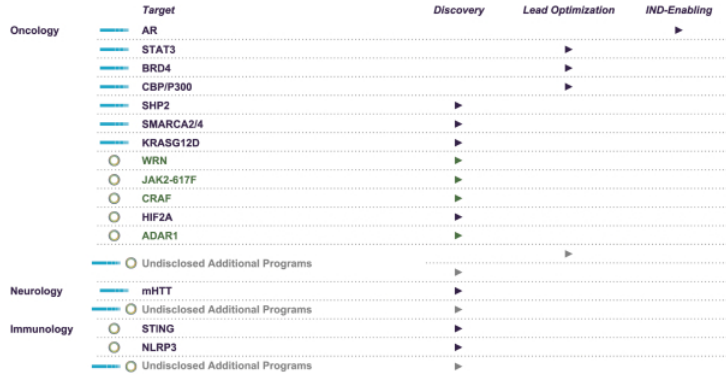 Target Discovery Lead Optimization IND-Enabling
Oncology AR
STAT3
BRD4
CBP/P300
SHP2
SMARCA2/4
KRASG12D
WRN
JAK2-617F
CRAF
HIF2A
ADAR1
Undisclosed Additional Programs
Neurology mHTT
Undisclosed Additional Programs
Immunology STING
NLRP3
Undisclosed Additional Programs